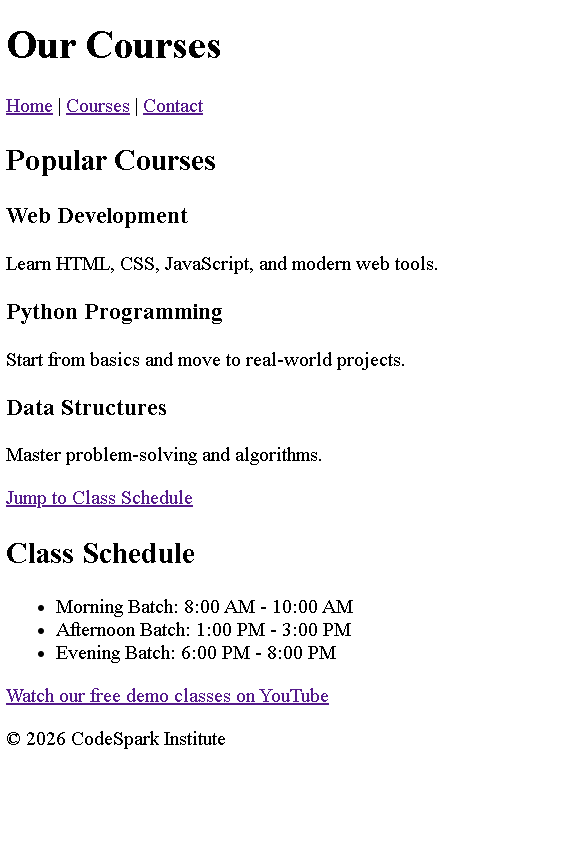 Our Courses
Home | Courses | Contact
Popular Courses
Web Development
Learn HTML, CSS, JavaScript, and modern web tools.
Python Programming
Start from basics and move to real-world projects.
Data Structures
Master problem-solving and algorithms.
Jump to Class Schedule
Class Schedule
• Morning Batch: 8:00 AM - 10:00 AM
• Afternoon Batch: 1:00 PM - 3:00 PM
• Evening Batch: 6:00 PM - 8:00 PM
Watch our free demo classes on YouTube
© 2026 CodeSpark Institute